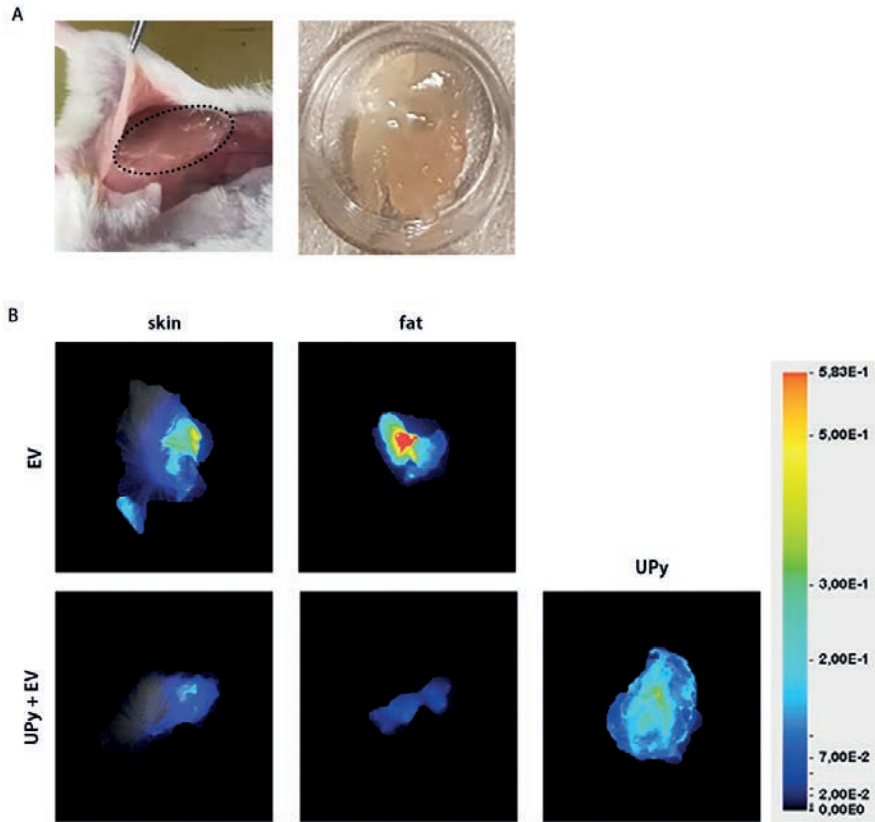 A
B
skin
fat
EV
UPy
UPy + EV
5,83E-1
5,00E-1
3,00E-1
2,00E-1
7,00E-2
2,00E-2
0,00E0